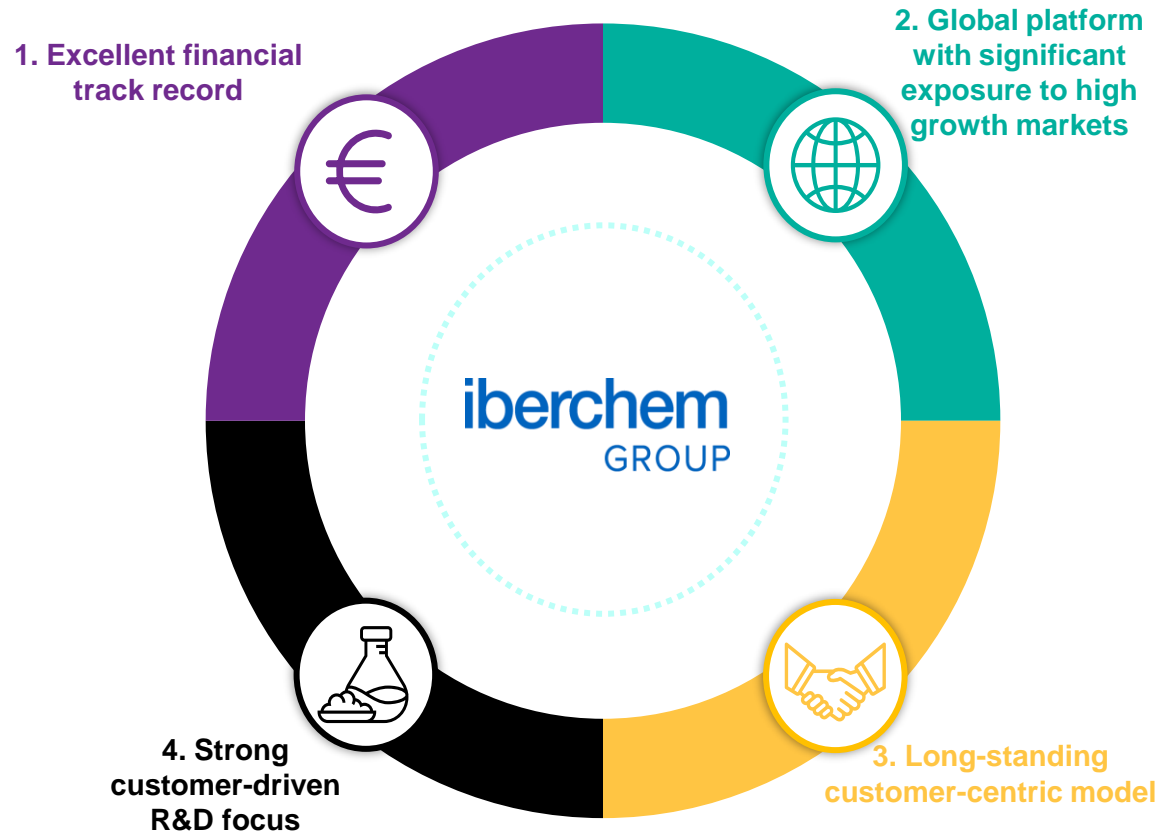 1. Excellent financial
track record
2. Global platform
with significant
exposure to high
growth markets
iberchem
GROUP
4. Strong
customer-driven
R&D focus
3. Long-standing
customer-centric model